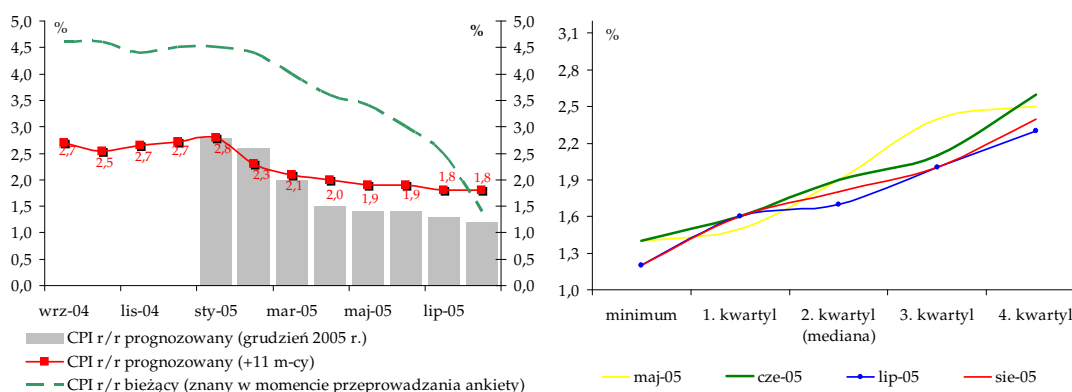 % %
5,0 5,0
4,5 4,5
4,0 4,0
3,5 3,5
3,0 3,0
2,5 2,5
2,0 2,0
1,5 1,5
1,0 1,0
0,5 0,5
0,0 0,0
2,7 2,5 2,7 2,7 2,8 2,3 2,1 2,0 1,9 1,9 1,8 1,8
wrz-04 lis-04 sty-05 mar-05 maj-05 lip-05
CPI r/r prognozowany (grudzień 2005 r.)
CPI r/r prognozowany (+11 m-cy)
CPI r/r bieżący (znany w momencie przeprowadzania ankiety)
%
3,1
2,8
2,5
2,2
1,9
1,6
1,3
1,0
minimum 1. kwartyl 2. kwartyl 3. kwartyl 4. kwartyl
(mediana)
maj-05 cze-05 lip-05 sie-05